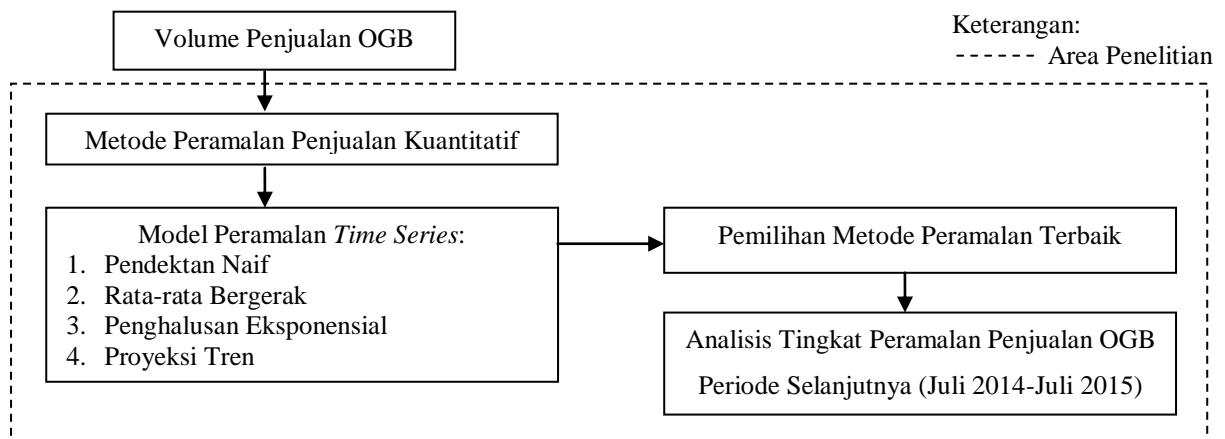 Volume Penjualan OGB
Keterangan:
------ Area Penelitian
Metode Peramalan Penjualan Kuantitatif
Model Peramalan Time Series:
1. Pendektan Naif
2. Rata-rata Bergerak
3. Penghalusan Eksponensial
4. Proyeksi Tren
Pemilihan Metode Peramalan Terbaik
Analisis Tingkat Peramalan Penjualan OGB
Periode Selanjutnya (Juli 2014-Juli 2015)